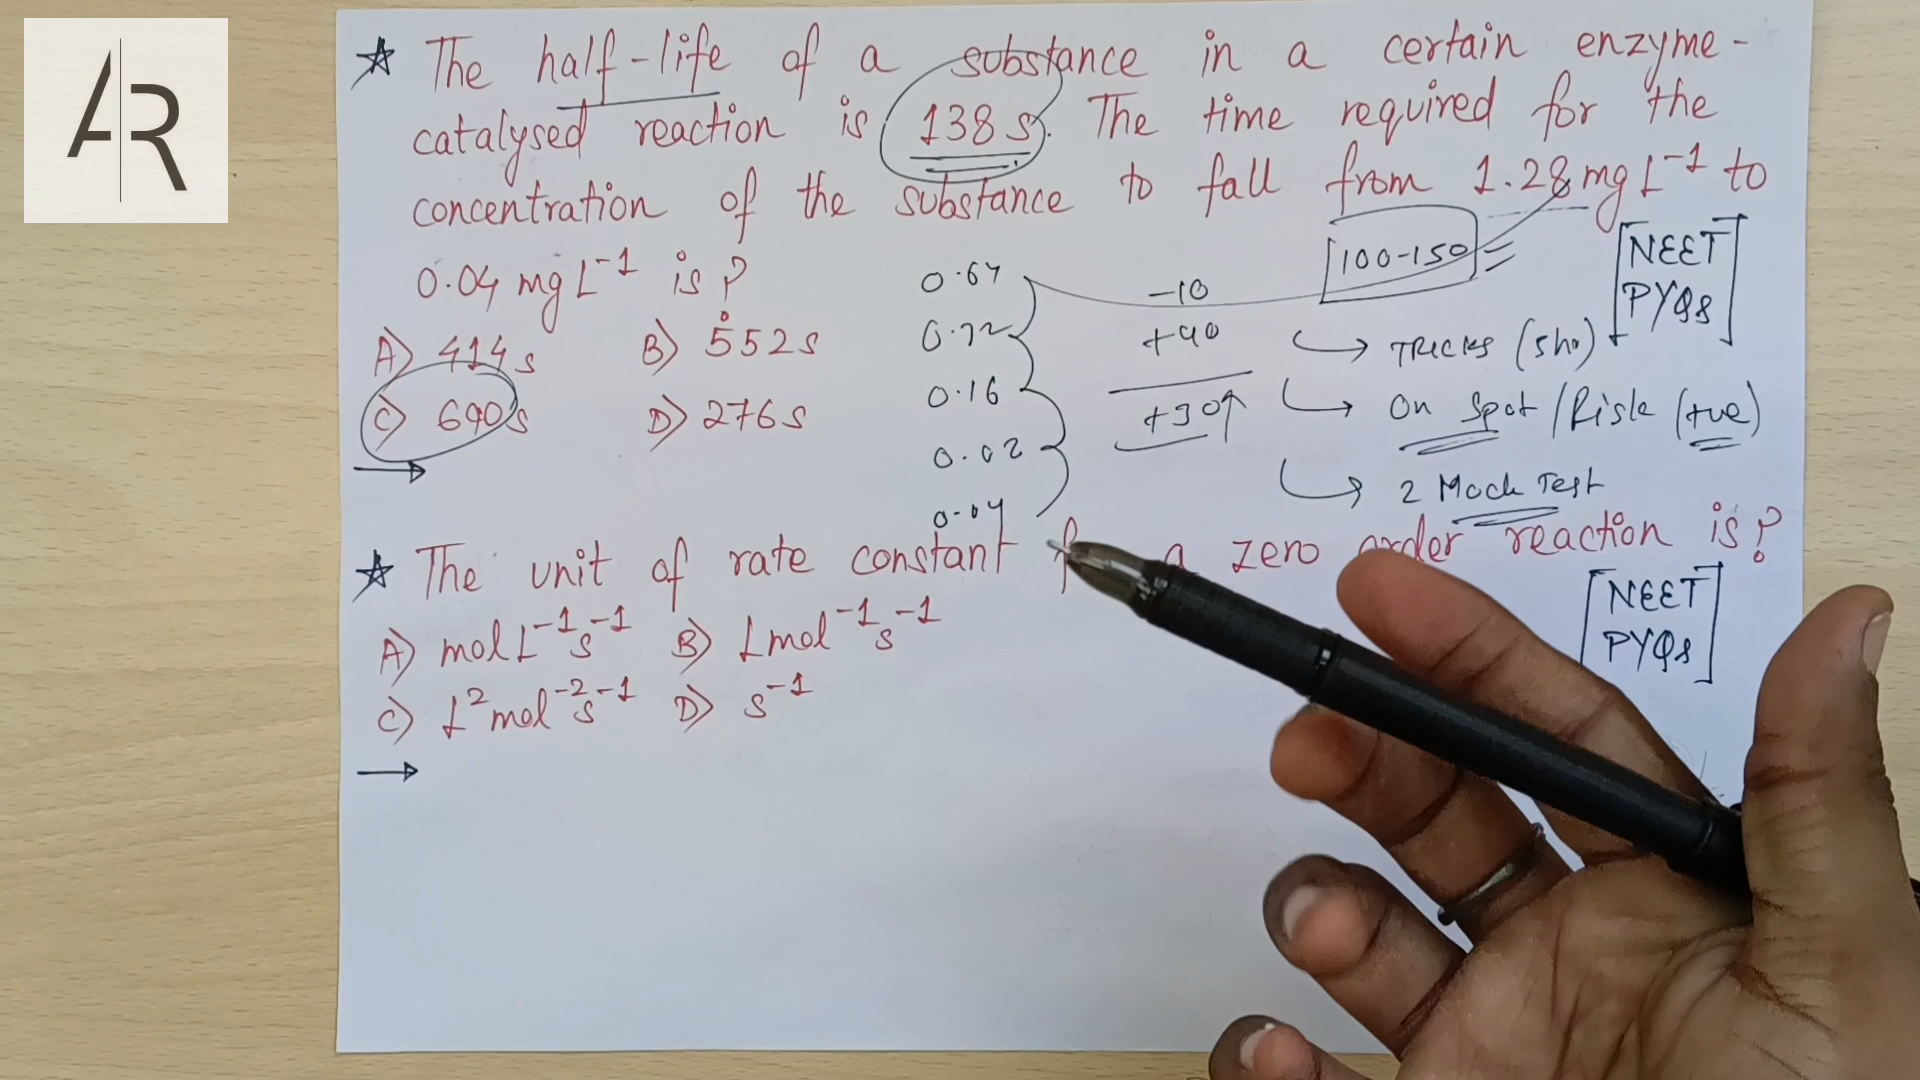 AR
☆ The half-life of a substance in a certain enzyme-
catalysed reaction is 138 s. The time required for the
concentration of the substance to fall from 1.28 mg L⁻¹ to
0.04 mg L⁻¹ is?
A) 414 s B) 552 s
C) 690 s D) 276 s
0.64
0.32
0.16
0.02
0.04
-10
+40
+30↑
[100-150]
[NEET
PYQs]
→ TRICKS (sho)
→ On Spot / Risk (+ve)
→ 2 Mock Test
→
☆ The unit of rate constant a zero order reaction is?
[NEET
PYQs]
A) mol L⁻¹ s⁻¹ B) L mol⁻¹ s⁻¹
C) L² mol⁻² s⁻¹ D) s⁻¹
→